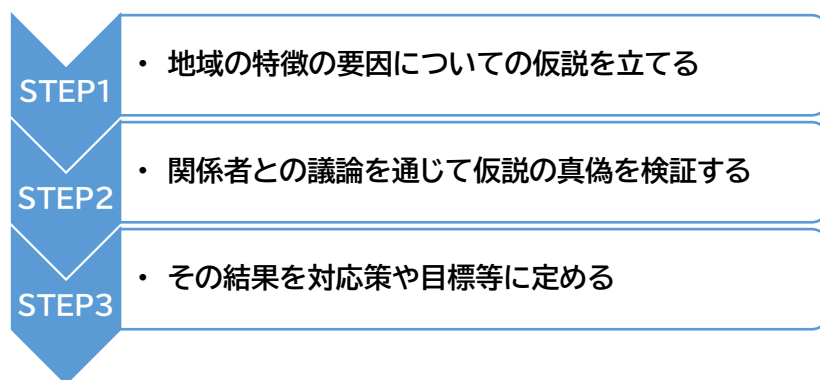 STEP1
・ 地域の特徴の要因についての仮説を立てる
STEP2
・ 関係者との議論を通じて仮説の真偽を検証する
STEP3
・ その結果を対応策や目標等に定める